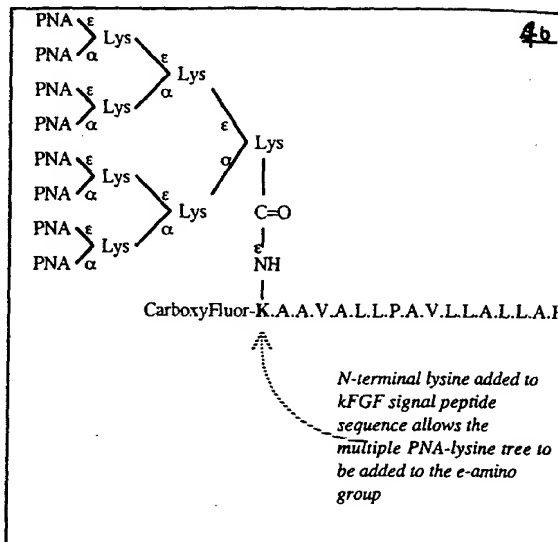 4b
PNA ε
PNA α Lys
ε
α Lys
PNA ε
PNA α Lys
ε
α Lys
PNA ε
PNA α Lys
ε
α Lys
PNA ε
PNA α Lys
C=O
ε
NH
CarboxyFluor-K.A.A.V.A.L.L.P.A.V.L.L.A.L.L.A.
N-terminal lysine added to
kFGF signal peptide
sequence allows the
multiple PNA-lysine tree to
be added to the e-amino
group